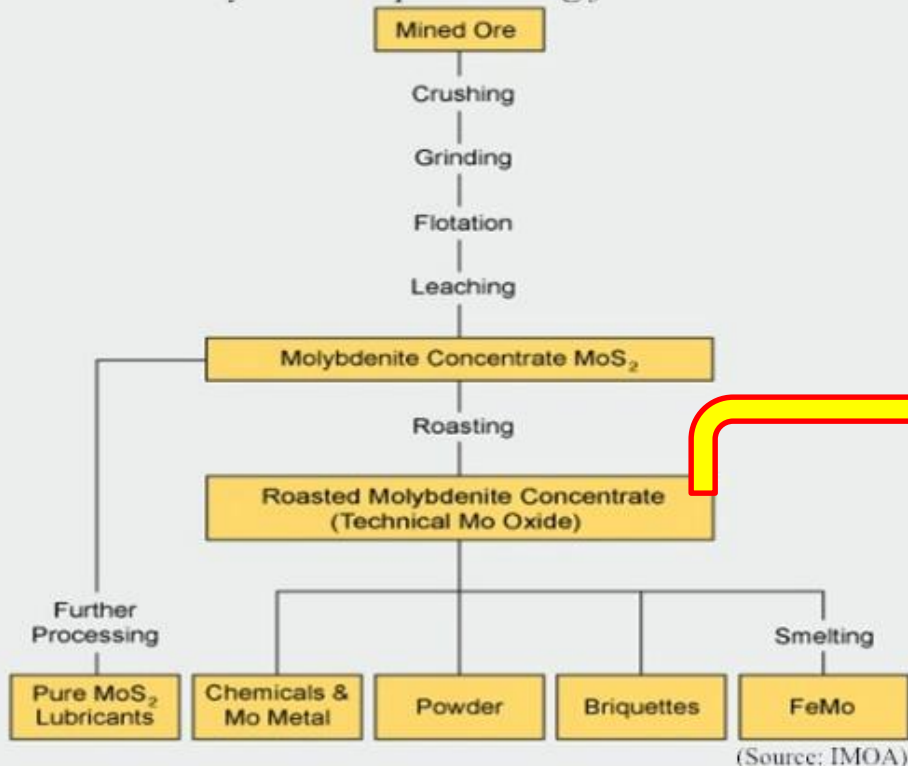 Mined Ore
Crushing
Grinding
Flotation
Leaching
Molybdenite Concentrate MoS₂
Roasting
Roasted Molybdenite Concentrate
(Technical Mo Oxide)
Further
Processing
Smelting
Pure MoS₂
Lubricants
Chemicals &
Mo Metal
Powder
Briquettes
FeMo
(Source: IMOA)